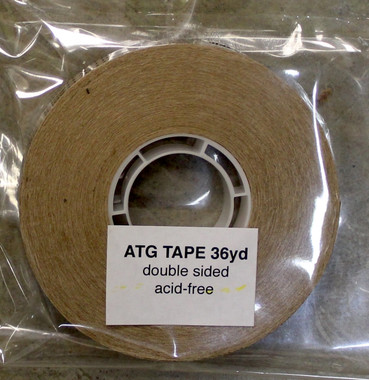 ATG TAPE 36yd
double sided
acid-free